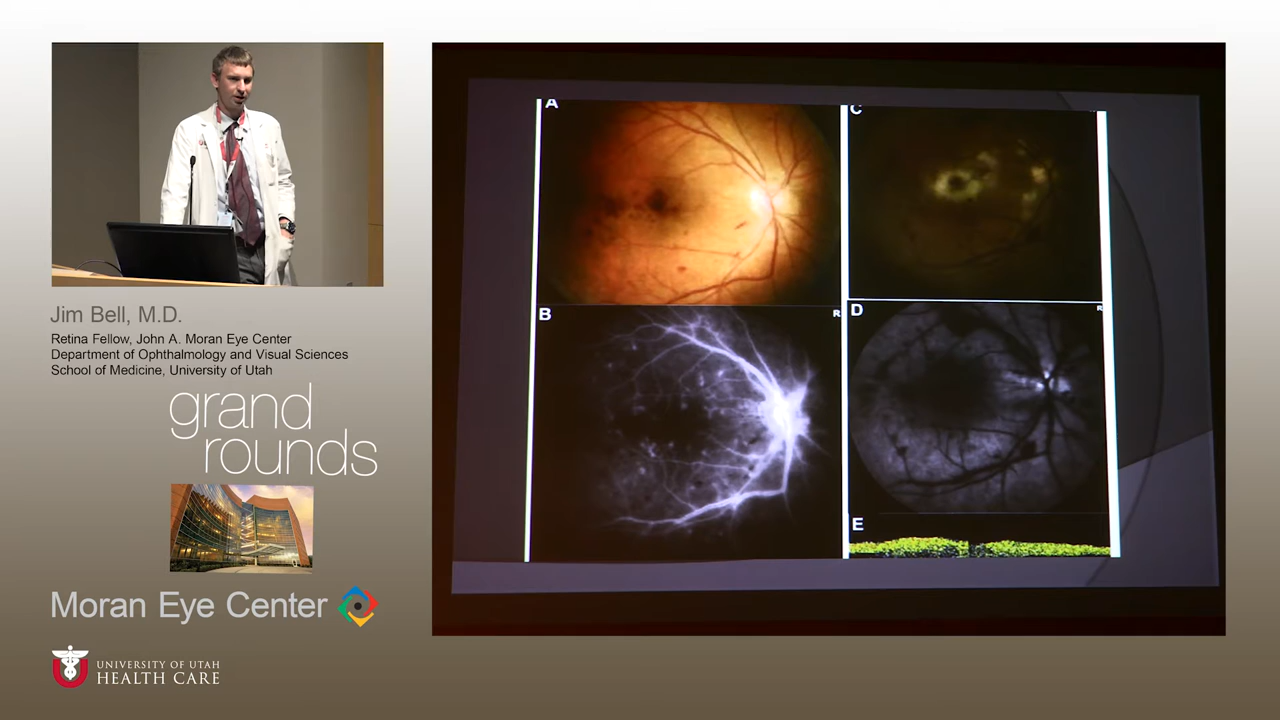 Jim Bell, M.D.
Retina Fellow, John A. Moran Eye Center
Department of Ophthalmology and Visual Sciences
School of Medicine, University of Utah
grand
rounds
Moran Eye Center
UNIVERSITY OF UTAH
HEALTH CARE
A
C
B
R
D
R
E